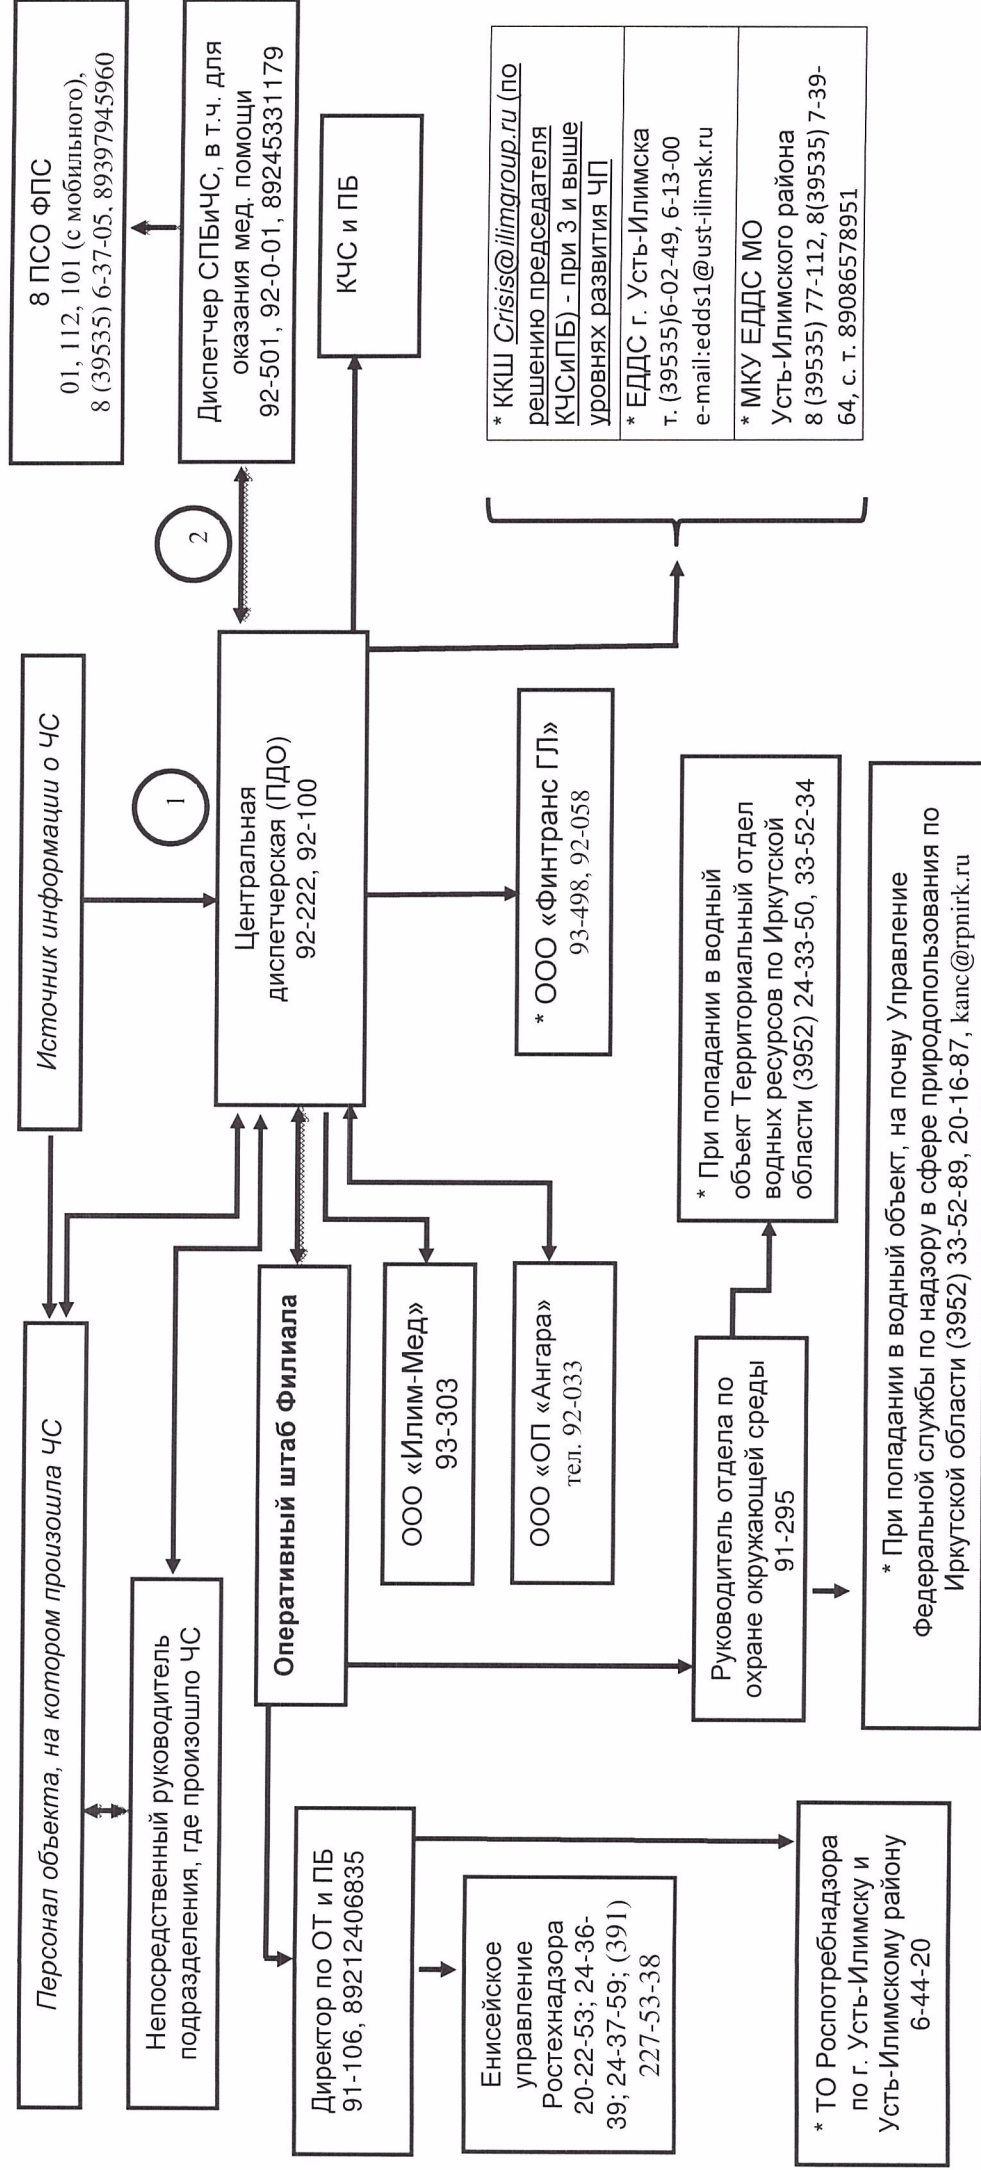 Персонал объекта, на котором произошла ЧС
Источник информации о ЧС
8 ПСО ФПС
01, 112, 101 (с мобильного),
8 (39535) 6-37-05, 89397945960
Непосредственный руководитель
подразделения, где произошло ЧС
1
2
Диспетчер СПБиЧС, в т.ч. для
оказания мед. помощи
92-501, 92-0-01, 89245331179
Центральная
диспетчерская (ПДО)
92-222, 92-100
Оперативный штаб Филиала
КЧС и ПБ
Директор по ОТ и ПБ
91-106, 89212406835
ООО «Илим-Мед»
93-303
Енисейское
управление
Ростехнадзора
20-22-53; 24-36-
39; 24-37-59; (391)
227-53-38
ООО «ОП «Ангара»
тел. 92-033
* ООО «Финтранс ГЛ»
93-498, 92-058
* ККШ Crisis@ilimgroup.ru (по
решению председателя
КЧСиПБ) - при 3 и выше
уровнях развития ЧП
* ЕДДС г. Усть-Илимска
т. (39535)6-02-49, 6-13-00
e-mail:edds1@ust-ilimsk.ru
* МКУ ЕДДС МО
Усть-Илимского района
8 (39535) 77-112, 8(39535) 7-39-
64, с. т. 89086578951
Руководитель отдела по
охране окружающей среды
91-295
* При попадании в водный
объект Территориальный отдел
водных ресурсов по Иркутской
области (3952) 24-33-50, 33-52-34
* ТО Роспотребнадзора
по г. Усть-Илимску и
Усть-Илимскому району
6-44-20
* При попадании в водный объект, на почву Управление
Федеральной службы по надзору в сфере природопользования по
Иркутской области (3952) 33-52-89, 20-16-87, kanc@rpnirk.ru